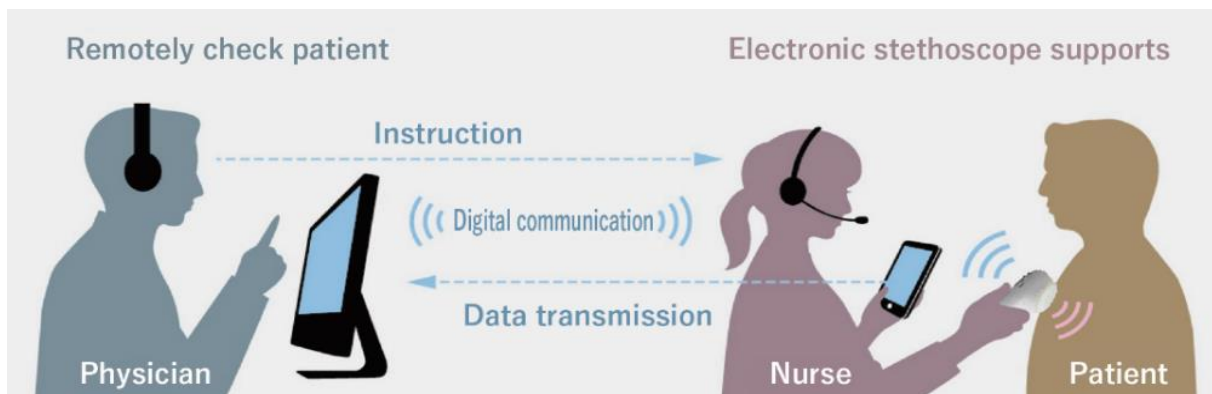 Remotely check patient
Electronic stethoscope supports
Instruction
Digital communication
Data transmission
Physician
Nurse
Patient